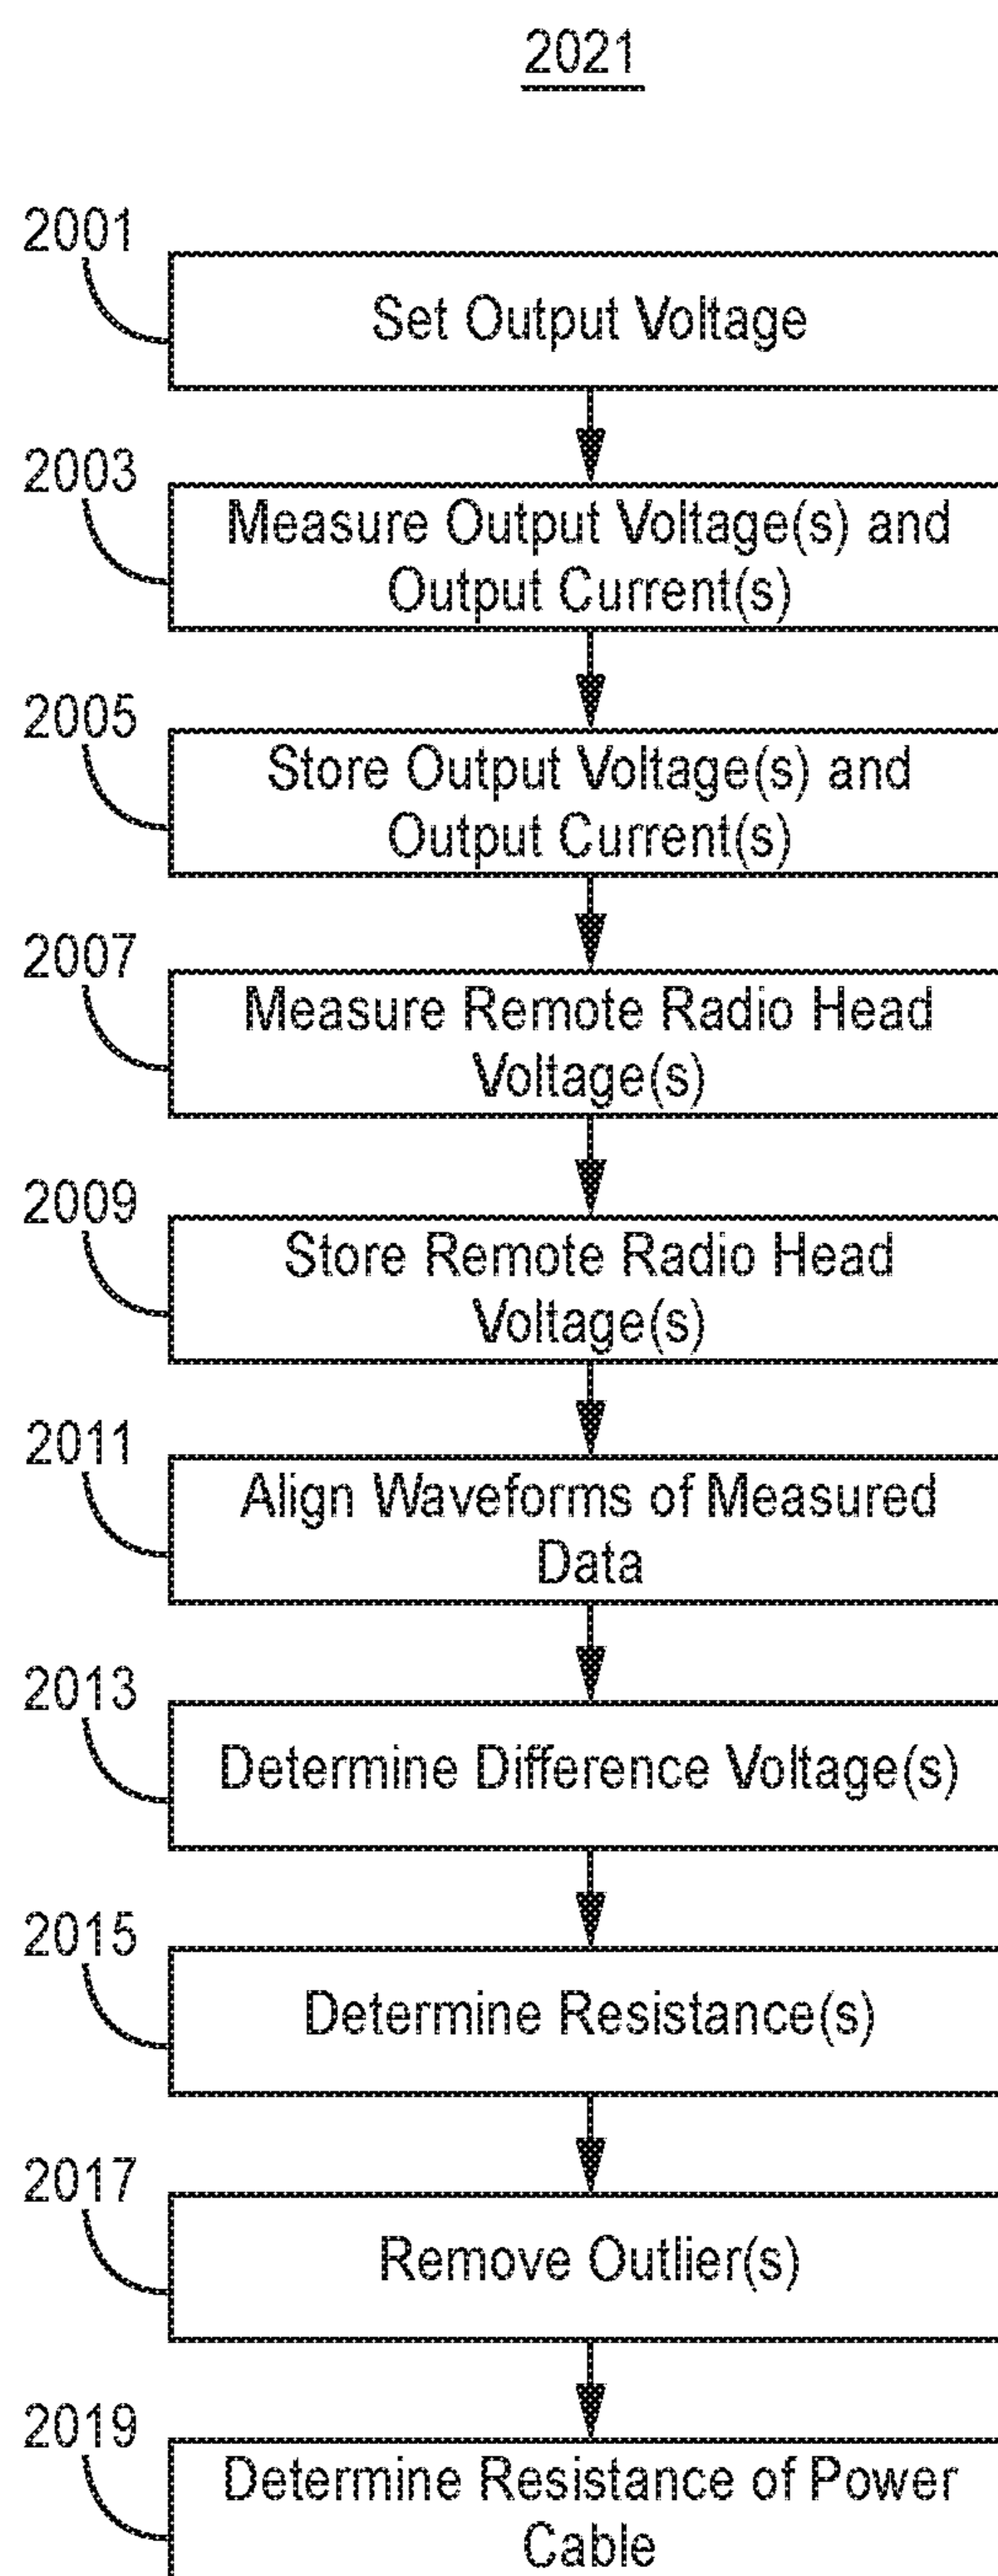 2021
2001
Set Output Voltage
2003
Measure Output Voltage(s) and
Output Current(s)
2005
Store Output Voltage(s) and
Output Current(s)
2007
Measure Remote Radio Head
Voltage(s)
2009
Store Remote Radio Head
Voltage(s)
2011
Align Waveforms of Measured
Data
2013
Determine Difference Voltage(s)
2015
Determine Resistance(s)
2017
Remove Outlier(s)
2019
Determine Resistance of Power
Cable